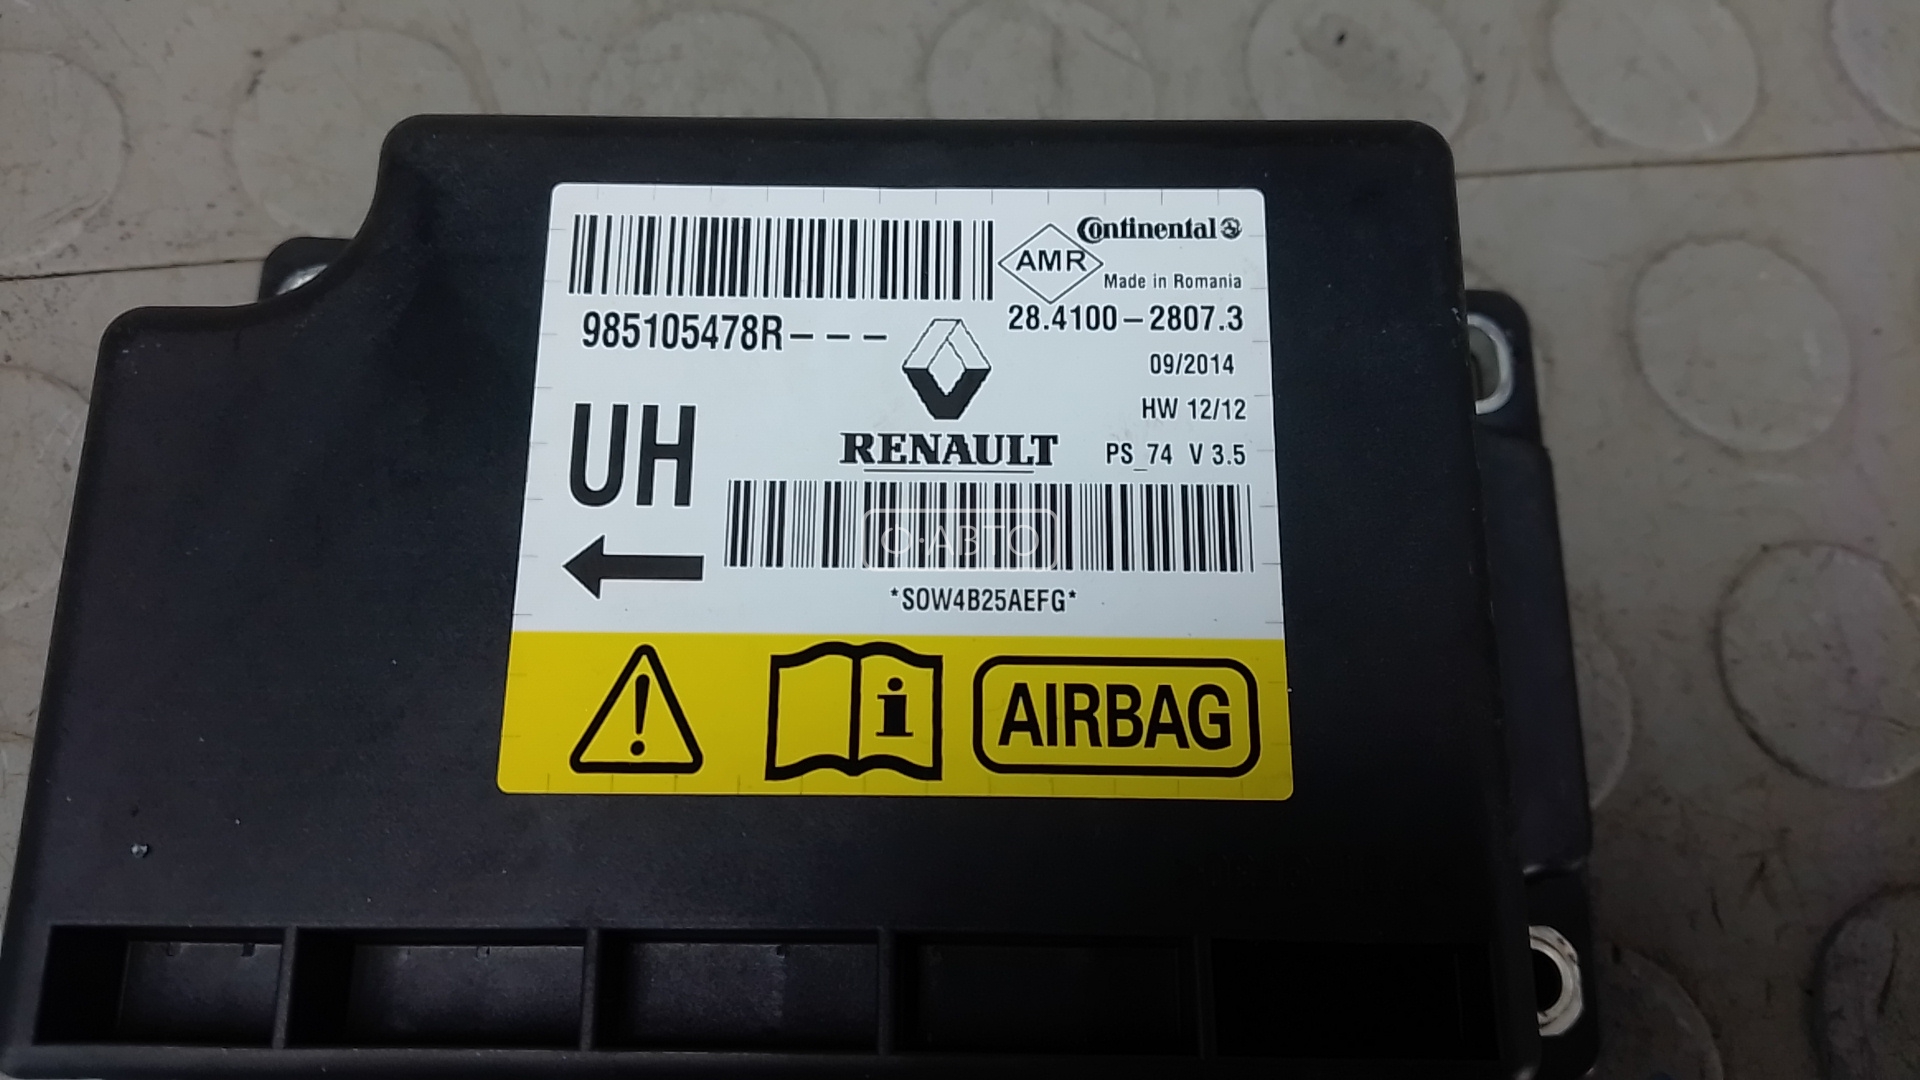 Continental
AMR
Made in Romania
985105478R---
28.4100-2807.3
09/2014
HW 12/12
UH
RENAULT
PS_74 V 3.5
О·АВТО
*S0W4B25AEFG*
AIRBAG